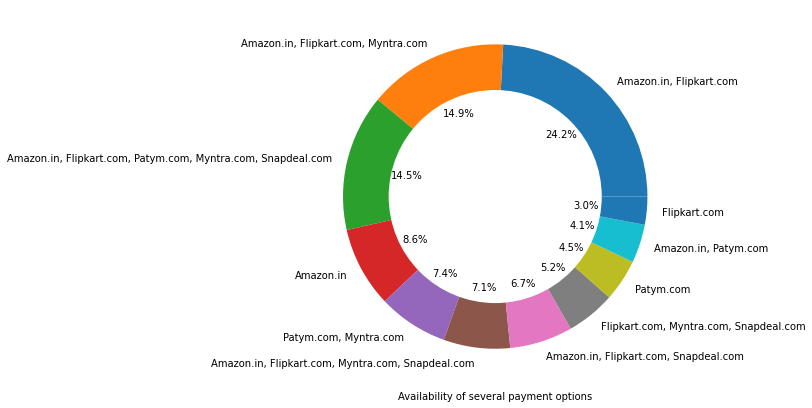 Amazon.in, Flipkart.com, Myntra.com
Amazon.in, Flipkart.com
14.9%
24.2%
Amazon.in, Flipkart.com, Patym.com, Myntra.com, Snapdeal.com
14.5%
3.0%
Flipkart.com
4.1%
8.6%
4.5%
Amazon.in, Patym.com
5.2%
7.4%
Amazon.in
6.7%
7.1%
Patym.com
Flipkart.com, Myntra.com, Snapdeal.com
Patym.com, Myntra.com
Amazon.in, Flipkart.com, Snapdeal.com
Amazon.in, Flipkart.com, Myntra.com, Snapdeal.com
Availability of several payment options